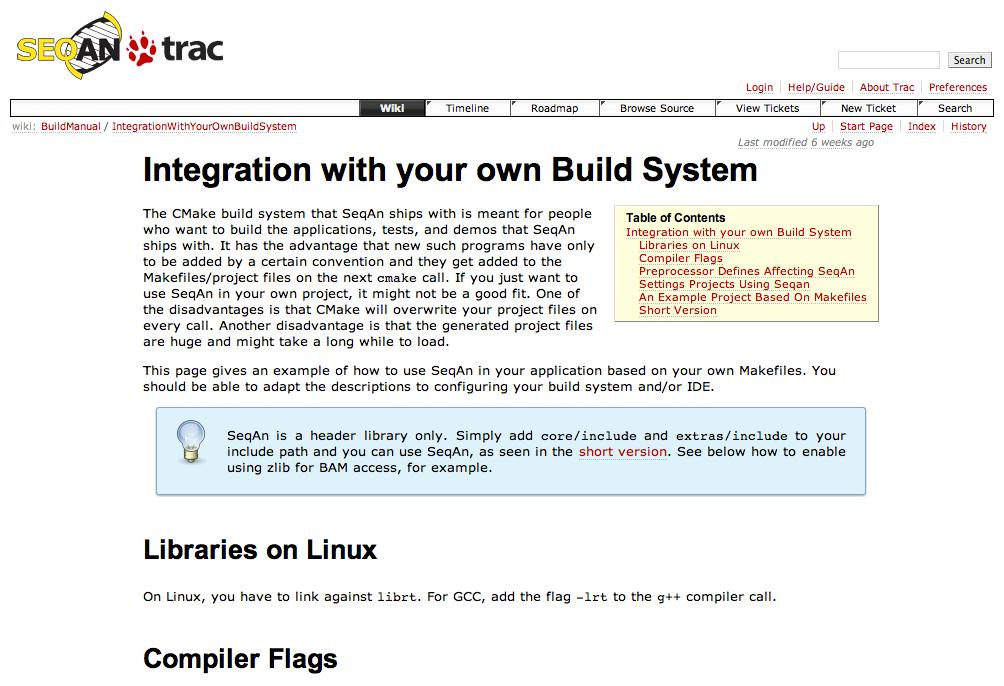 SEQAN trac
Search
Login Help/Guide About Trac Preferences
Wiki Timeline Roadmap Browse Source View Tickets New Ticket Search
wiki: BuildManual / IntegrationWithYourOwnBuildSystem
Up Start Page Index History
Last modified 6 weeks ago
Integration with your own Build System
The CMake build system that SeqAn ships with is meant for people
who want to build the applications, tests, and demos that SeqAn
ships with. It has the advantage that new such programs have only
to be added by a certain convention and they get added to the
Makefiles/project files on the next cmake call. If you just want to
use SeqAn in your own project, it might not be a good fit. One of
the disadvantages is that CMake will overwrite your project files on
every call. Another disadvantage is that the generated project files
are huge and might take a long while to load.
Table of Contents
Integration with your own Build System
Libraries on Linux
Compiler Flags
Preprocessor Defines Affecting SeqAn
Settings Projects Using Seqan
An Example Project Based On Makefiles
Short Version
This page gives an example of how to use SeqAn in your application based on your own Makefiles. You
should be able to adapt the descriptions to configuring your build system and/or IDE.
SeqAn is a header library only. Simply add core/include and extras/include to your
include path and you can use SeqAn, as seen in the short version. See below how to enable
using zlib for BAM access, for example.
Libraries on Linux
On Linux, you have to link against librt. For GCC, add the flag -lrt to the g++ compiler call.
Compiler Flags